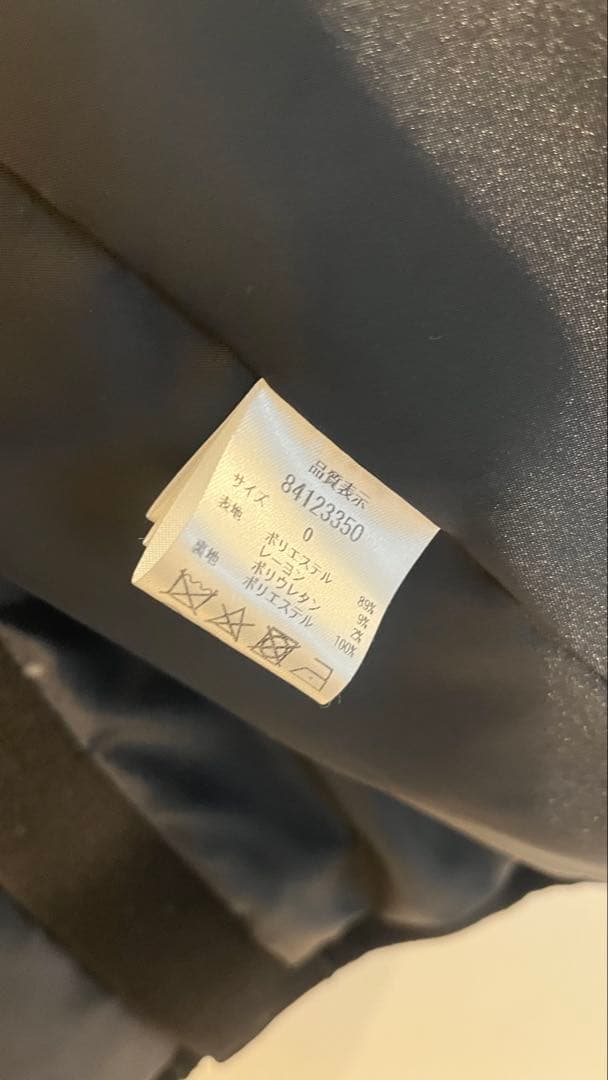 品質表示
84123350
サイズ 0
表地 ポリエステル 89%
レーヨン 9%
ポリウレタン 2%
裏地 ポリエステル 100%